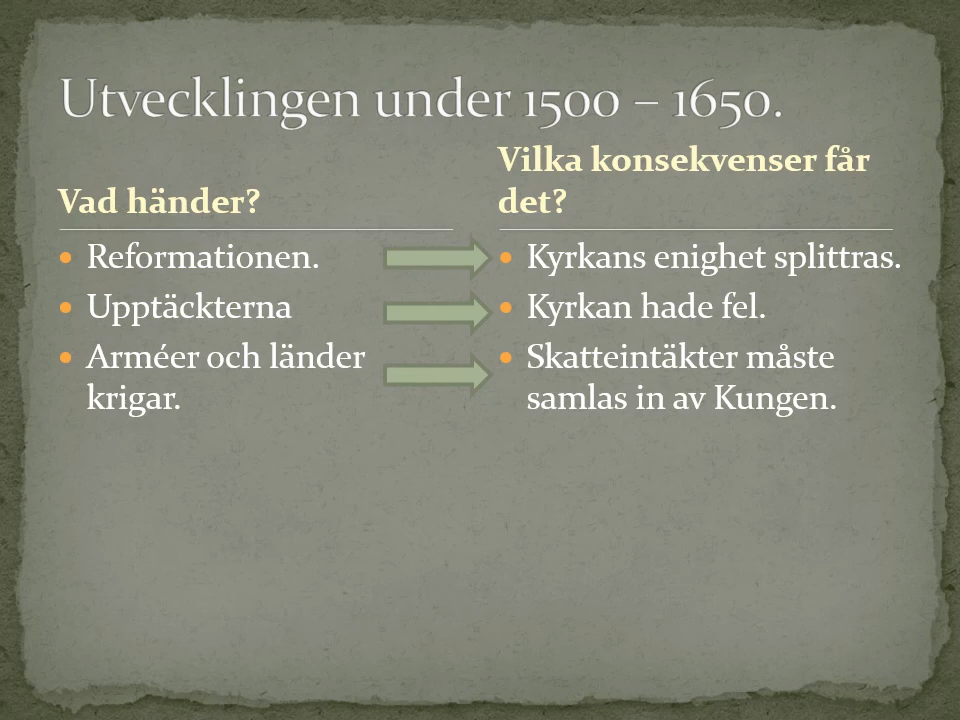 Utvecklingen under 1500 – 1650.
Vad händer?
• Reformationen.
• Upptäckterna
• Arméer och länder
krigar.
Vilka konsekvenser får
det?
• Kyrkans enighet splittras.
• Kyrkan hade fel.
• Skatteintäkter måste
samlas in av Kungen.